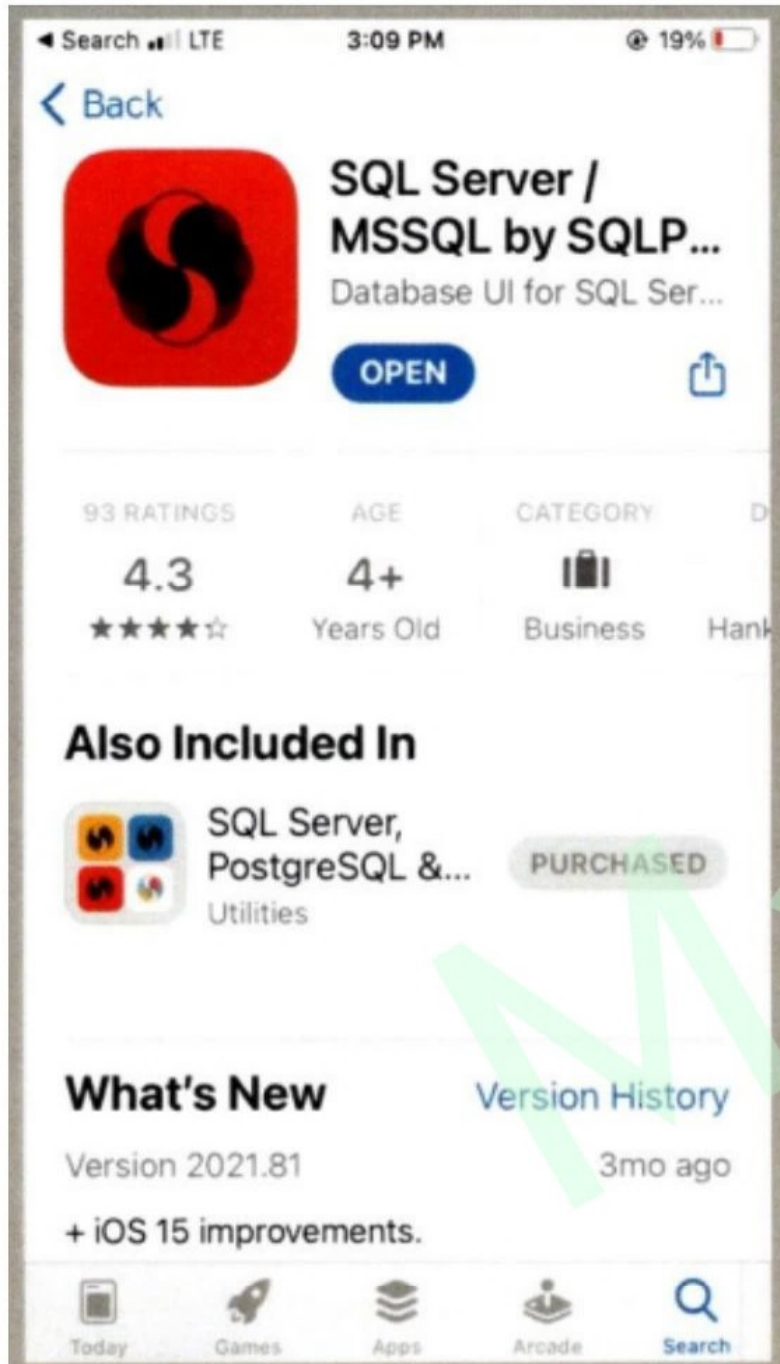 Search LTE 3:09 PM 19%
Back
SQL Server /
MSSQL by SQLP...
Database UI for SQL Ser...
OPEN
93 RATINGS AGE CATEGORY D
4.3 4+
Years Old Business Hank
Also Included In
SQL Server,
PostgreSQL &...
PURCHASED
Utilities
What's New Version History
Version 2021.81 3mo ago
+ iOS 15 improvements.
Today Games Apps Arcade Search